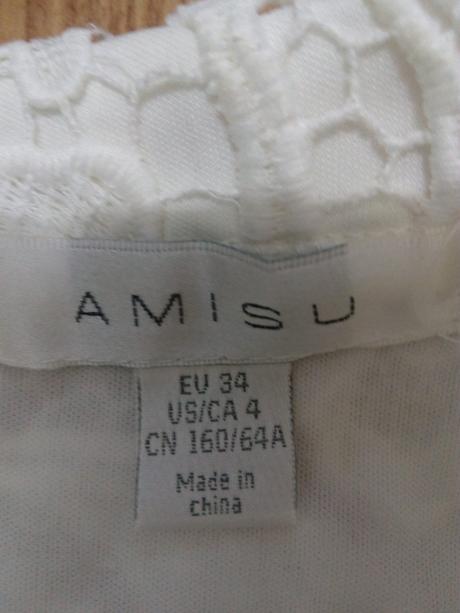 AMISU
EU 34
US/CA 4
CN 160/64A
Made in
china